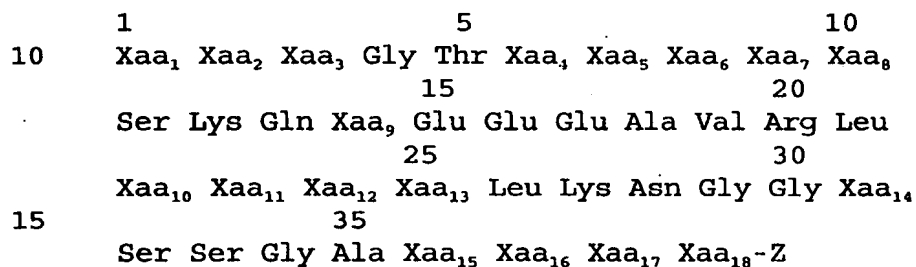 1 5 10
10 Xaa₁ Xaa₂ Xaa₃ Gly Thr Xaa₄ Xaa₅ Xaa₆ Xaa₇ Xaa₈
15 20
Ser Lys Gln Xaa₉ Glu Glu Glu Ala Val Arg Leu
25 30
Xaa₁₀ Xaa₁₁ Xaa₁₂ Xaa₁₃ Leu Lys Asn Gly Gly Xaa₁₄
15 35
Ser Ser Gly Ala Xaa₁₅ Xaa₁₆ Xaa₁₇ Xaa₁₈-Z